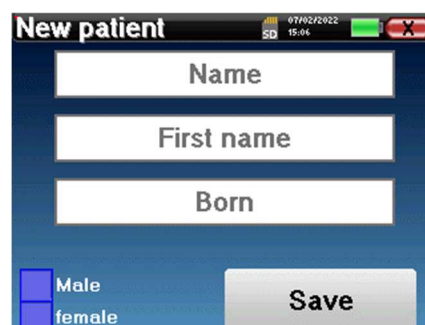 New patient
SD
07/02/2022
15:06
X
Name
First name
Born
Male
female
Save